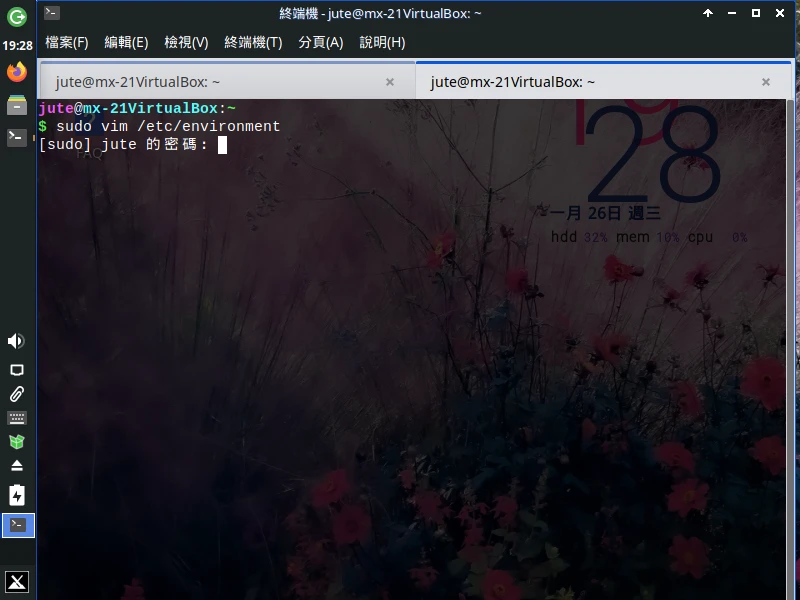 終端機 - jute@mx-21VirtualBox: ~
19:28
檔案(F) 編輯(E) 檢視(V) 終端機(T) 分頁(A) 說明(H)
jute@mx-21VirtualBox: ~
jute@mx-21VirtualBox: ~
jute@mx-21VirtualBox:~
$ sudo vim /etc/environment
[sudo] jute 的密碼:
FAQ
19
28
一月 26日 週三
hdd 32% mem 10% cpu 0%